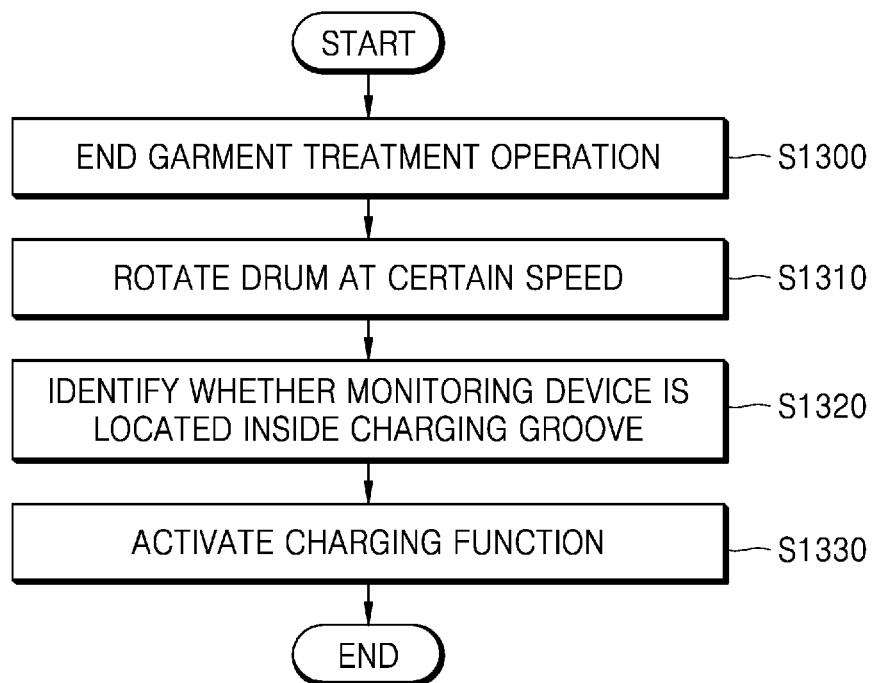 START
END GARMENT TREATMENT OPERATION
S1300
ROTATE DRUM AT CERTAIN SPEED
S1310
IDENTIFY WHETHER MONITORING DEVICE IS
LOCATED INSIDE CHARGING GROOVE
S1320
ACTIVATE CHARGING FUNCTION
S1330
END